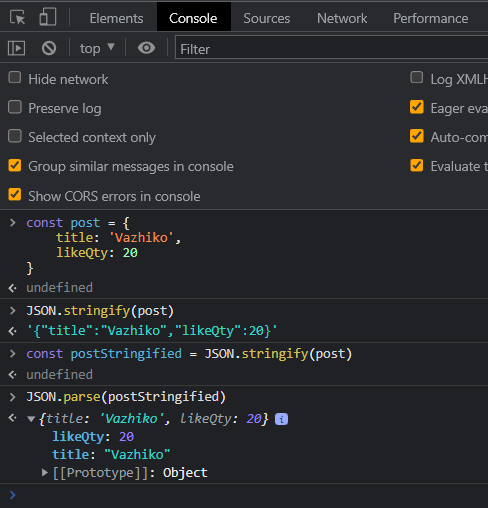 Elements Console Sources Network Performance
top Filter
Hide network Log XMLH
Preserve log Eager eva
Selected context only Auto-com
Group similar messages in console Evaluate t
Show CORS errors in console
> const post = {
title: 'Vazhiko',
likeQty: 20
}
undefined
> JSON.stringify(post)
'{"title":"Vazhiko","likeQty":20}'
> const postStringified = JSON.stringify(post)
undefined
> JSON.parse(postStringified)
{title: 'Vazhiko', likeQty: 20} i
likeQty: 20
title: "Vazhiko"
[[Prototype]]: Object
>